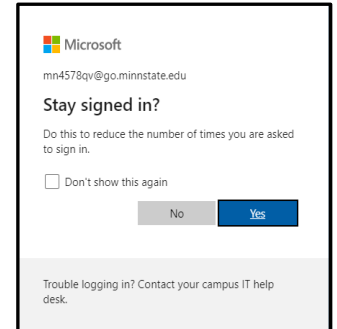 Microsoft
mn4578qv@go.minnstate.edu
Stay signed in?
Do this to reduce the number of times you are asked
to sign in.
Don't show this again
No
Yes
Trouble logging in? Contact your campus IT help
desk.